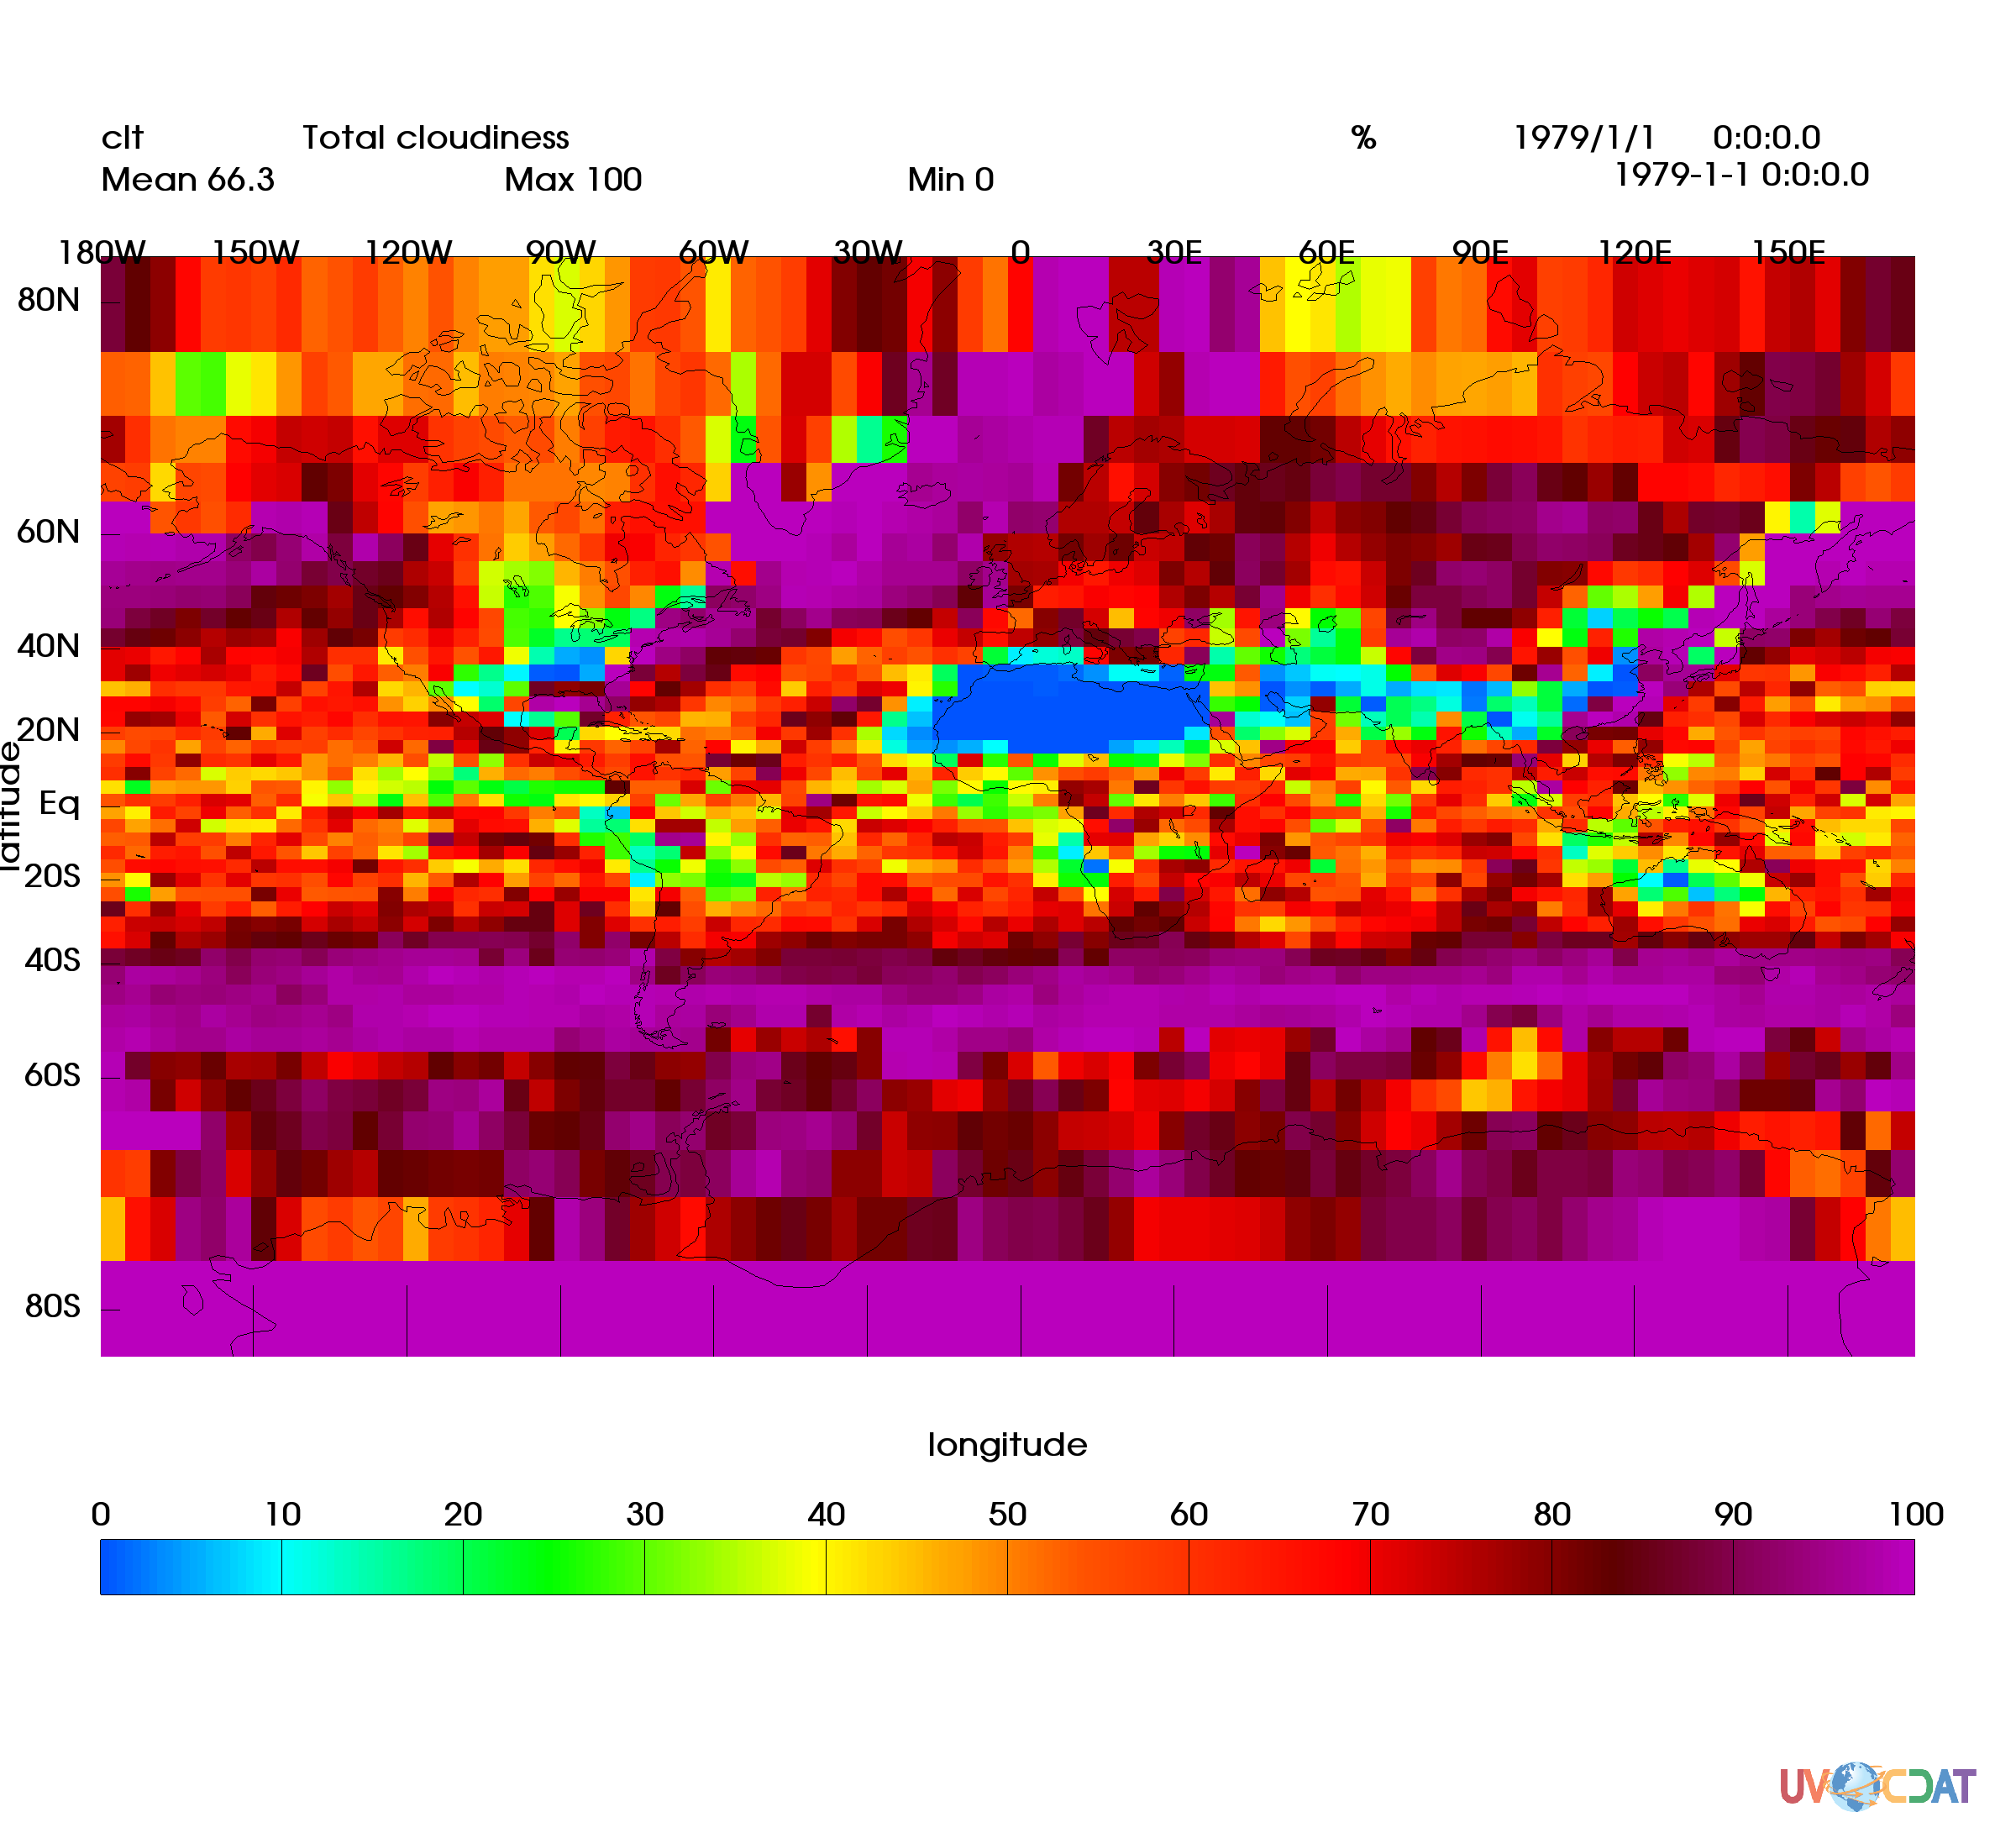 clt Total cloudiness % 1979/1/1 0:0:0.0
Mean 66.3 Max 100 Min 0 1979-1-1 0:0:0.0
180W 150W 120W 90W 60W 30W 0 30E 60E 90E 120E 150E
80N
60N
40N
20N
Eq
20S
40S
60S
80S
latitude
longitude
0 10 20 30 40 50 60 70 80 90 100
UV CDAT